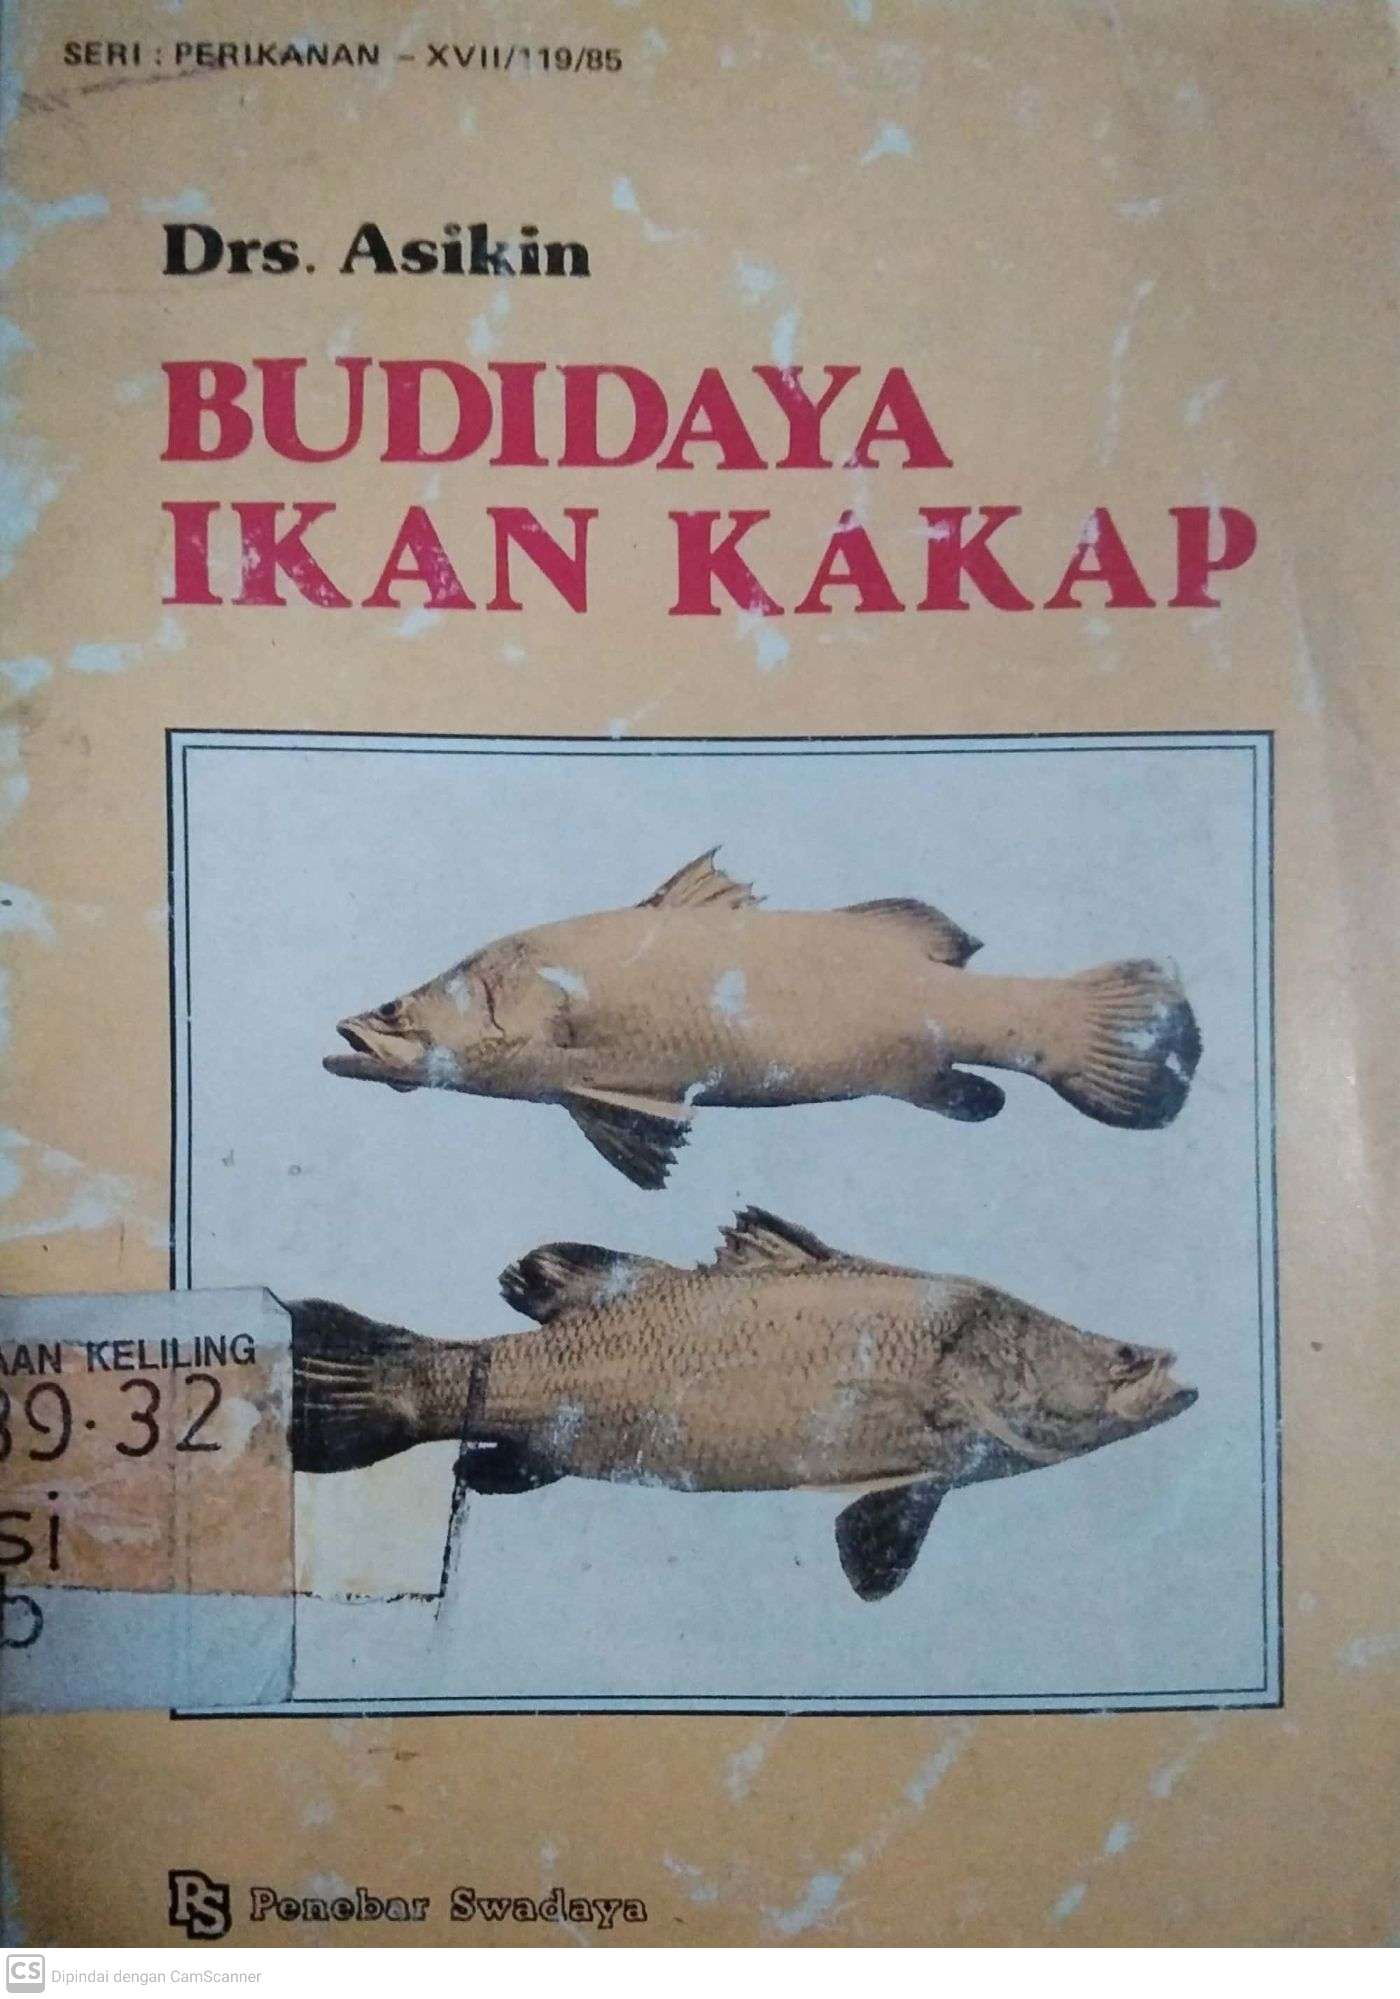 SERI : PERIKANAN – XVII/119/85
Drs. Asikin
BUDIDAYA
IKAN KAKAP
AAN KELILING
39.32
si
PS Penebar Swadaya
CS Dipindai dengan CamScanner